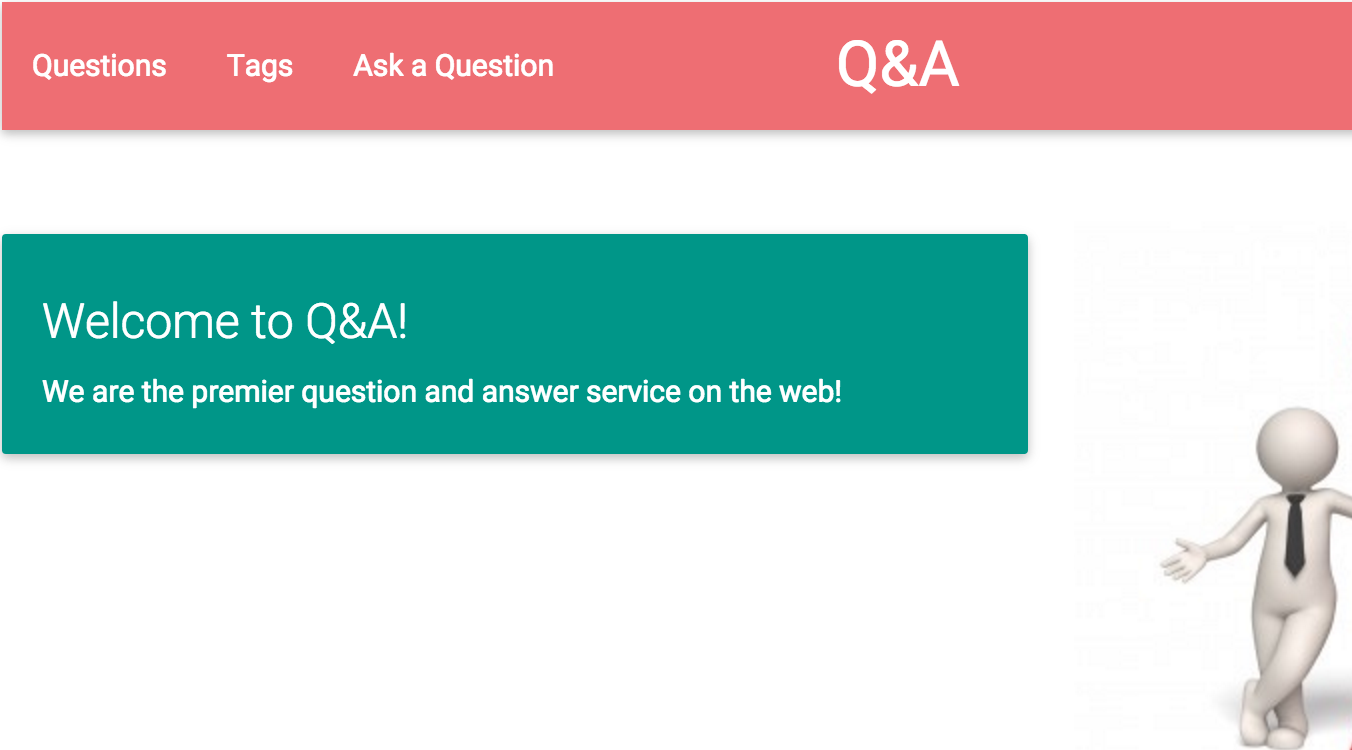 Questions Tags Ask a Question Q&A
Welcome to Q&A!
We are the premier question and answer service on the web!